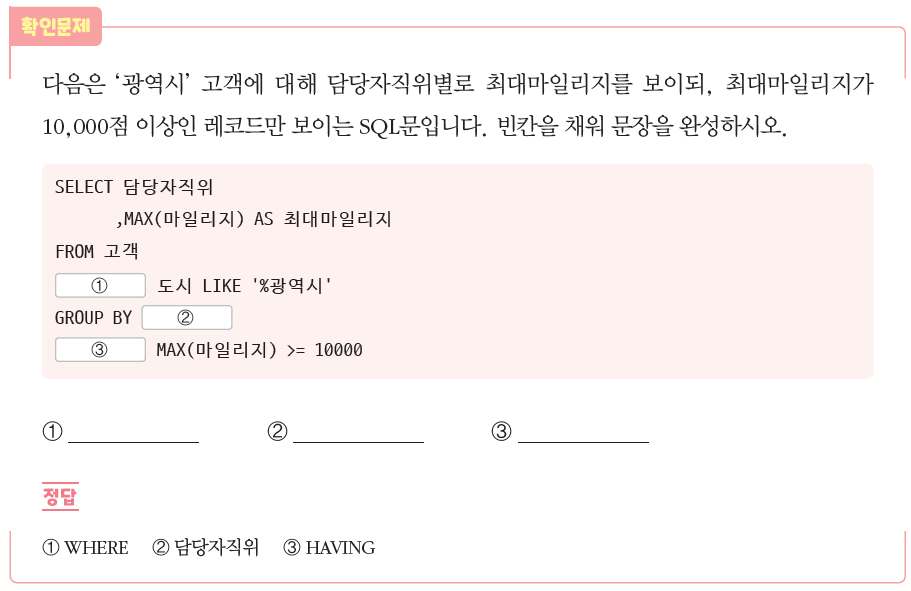 확인문제
다음은 ‘광역시’ 고객에 대해 담당자직위별로 최대마일리지를 보이되, 최대마일리지가
10,000점 이상인 레코드만 보이는 SQL문입니다. 빈칸을 채워 문장을 완성하시오.
SELECT 담당자직위
,MAX(마일리지) AS 최대마일리지
FROM 고객
① 도시 LIKE '%광역시'
GROUP BY ②
③ MAX(마일리지) >= 10000
① ____________ ② ____________ ③ ____________
정답
① WHERE ② 담당자직위 ③ HAVING